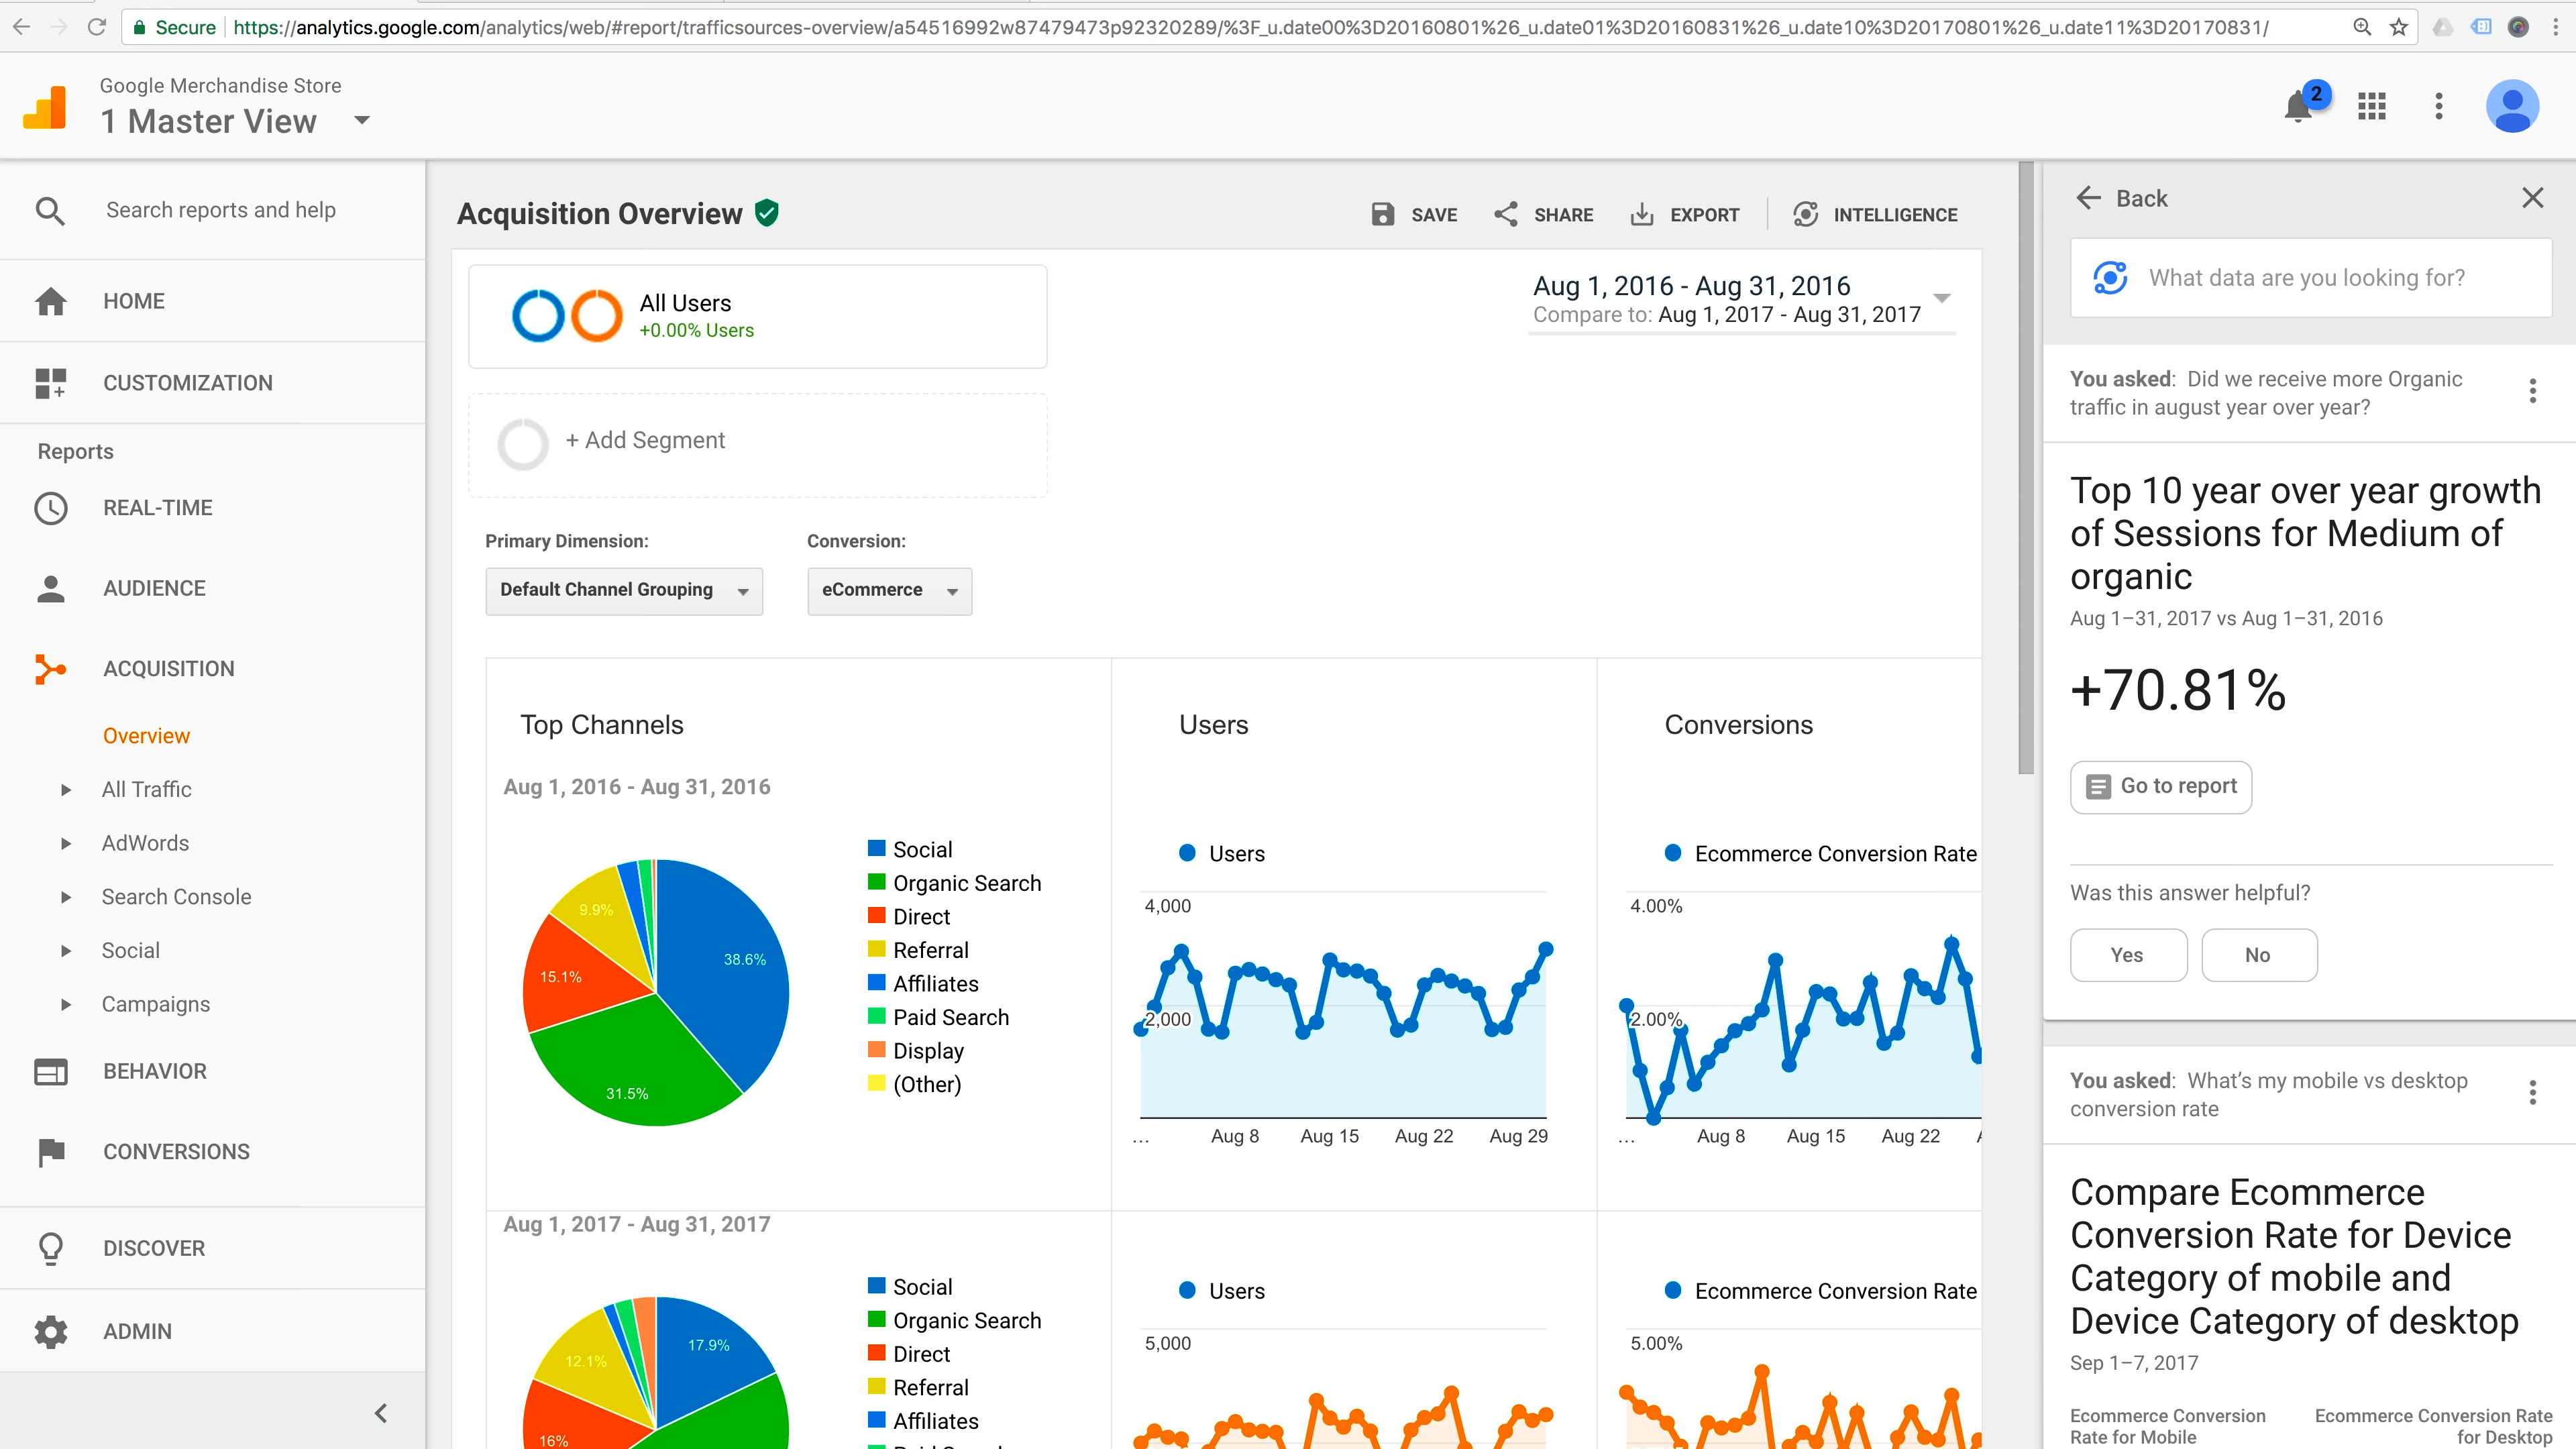 Secure https://analytics.google.com/analytics/web/#report/trafficsources-overview/a54516992w87479473p92320289/%3F_u.date00%3D20160801%26_u.date01%3D20160831%26_u.date10%3D20170801%26_u.date11%3D20170831/
Google Merchandise Store
1 Master View
2
Search reports and help
HOME
CUSTOMIZATION
Reports
REAL-TIME
AUDIENCE
ACQUISITION
Overview
All Traffic
AdWords
Search Console
Social
Campaigns
BEHAVIOR
CONVERSIONS
DISCOVER
ADMIN
Acquisition Overview
SAVE
SHARE
EXPORT
INTELLIGENCE
All Users
+0.00% Users
Aug 1, 2016 - Aug 31, 2016
Compare to: Aug 1, 2017 - Aug 31, 2017
+ Add Segment
Primary Dimension:
Conversion:
Default Channel Grouping
eCommerce
Top Channels
Users
Conversions
Aug 1, 2016 - Aug 31, 2016
38.6%
31.5%
15.1%
9.9%
Social
Organic Search
Direct
Referral
Affiliates
Paid Search
Display
(Other)
Users
4,000
2,000
...
Aug 8
Aug 15
Aug 22
Aug 29
Ecommerce Conversion Rate
4.00%
2.00%
...
Aug 8
Aug 15
Aug 22
Aug 1, 2017 - Aug 31, 2017
17.9%
12.1%
16%
Social
Organic Search
Direct
Referral
Affiliates
Users
5,000
Ecommerce Conversion Rate
5.00%
Back
What data are you looking for?
You asked: Did we receive more Organic
traffic in august year over year?
Top 10 year over year growth
of Sessions for Medium of
organic
Aug 1–31, 2017 vs Aug 1–31, 2016
+70.81%
Go to report
Was this answer helpful?
Yes
No
You asked: What's my mobile vs desktop
conversion rate
Compare Ecommerce
Conversion Rate for Device
Category of mobile and
Device Category of desktop
Sep 1–7, 2017
Ecommerce Conversion
Rate for Mobile
Ecommerce Conversion Rate
for Desktop